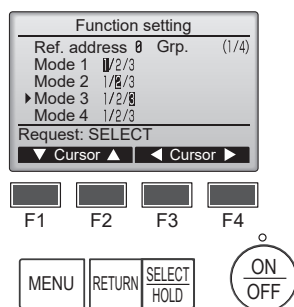 Function setting
Ref. address 0 Grp. (1/4)
Mode 1 1/2/3
Mode 2 1/2/3
▶Mode 3 1/2/3
Mode 4 1/2/3
Request: SELECT
▼ Cursor ▲ ◀ Cursor ▶
F1 F2 F3 F4
MENU RETURN SELECT HOLD ON OFF